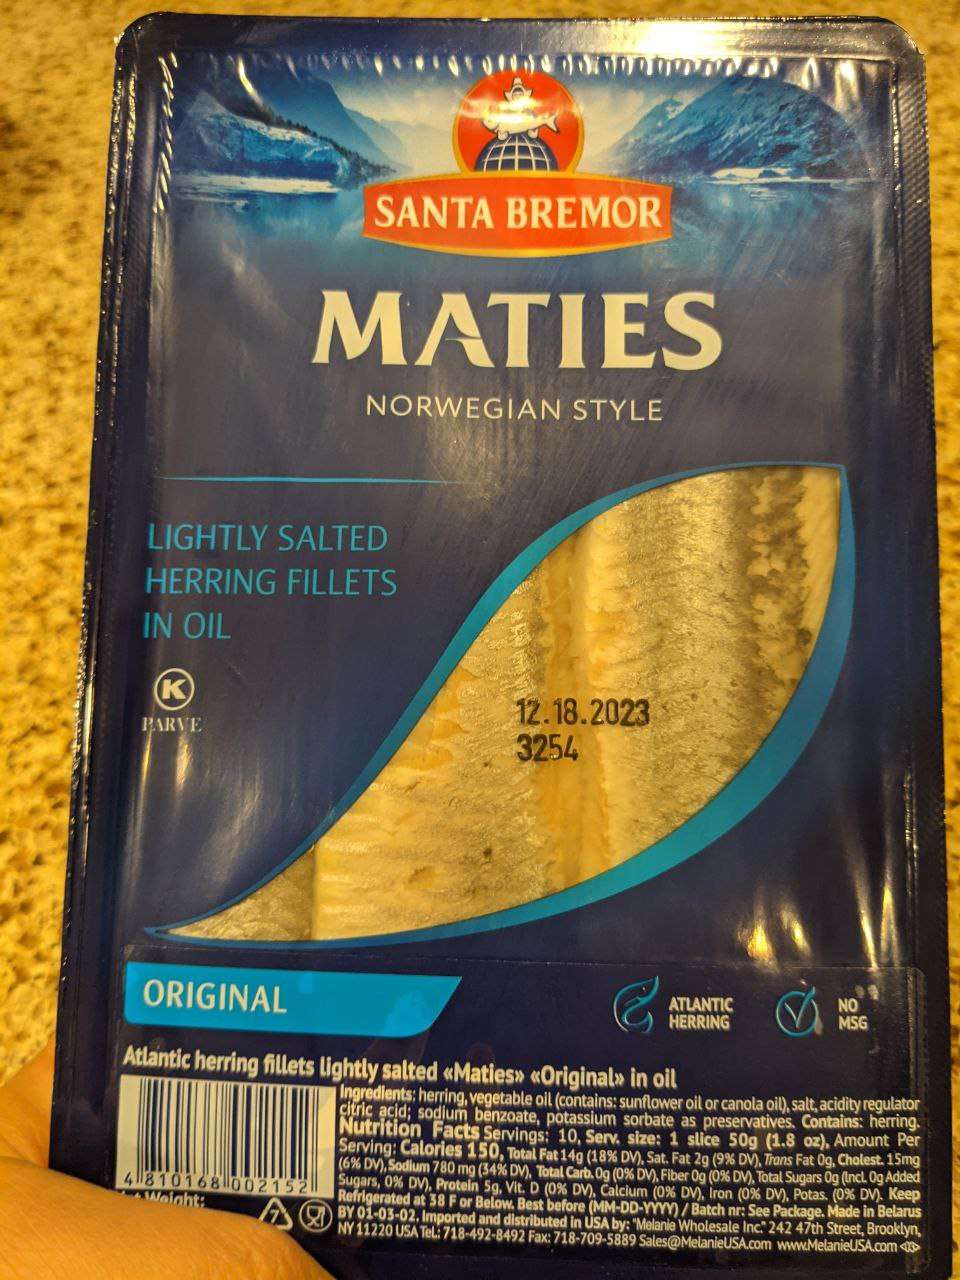 SANTA BREMOR
MATIES
NORWEGIAN STYLE
LIGHTLY SALTED
HERRING FILLETS
IN OIL
K
PARVE
12.18.2023
3254
ORIGINAL
ATLANTIC
HERRING
NO
MSG
Atlantic herring fillets lightly salted «Maties» «Original» in oil
Ingredients: herring, vegetable oil (contains: sunflower oil or canola oil), salt, acidity regulator
citric acid; sodium benzoate, potassium sorbate as preservatives. Contains: herring.
Nutrition Facts Servings: 10, Serv. size: 1 slice 50g (1.8 oz), Amount Per
Serving: Calories 150, Total Fat 14g (18% DV), Sat. Fat 2g (9% DV), Trans Fat 0g, Cholest. 15mg
(6% DV), Sodium 780 mg (34% DV), Total Carb. 0g (0% DV), Fiber 0g (0% DV), Total Sugars 0g (Incl. 0g Added
Sugars, 0% DV), Protein 5g, Vit. D (0% DV), Calcium (0% DV), Iron (0% DV), Potas. (0% DV). Keep
Refrigerated at 38 F or Below. Best before (MM-DD-YYYY) / Batch nr: See Package. Made in Belarus
BY 01-03-02. Imported and distributed in USA by: "Melanie Wholesale Inc." 242 47th Street, Brooklyn,
NY 11220 USA Tel.: 718-492-8492 Fax: 718-709-5889 Sales@MelanieUSA.com www.MelanieUSA.com ‹03›
4 810168 002152
Weight:
7